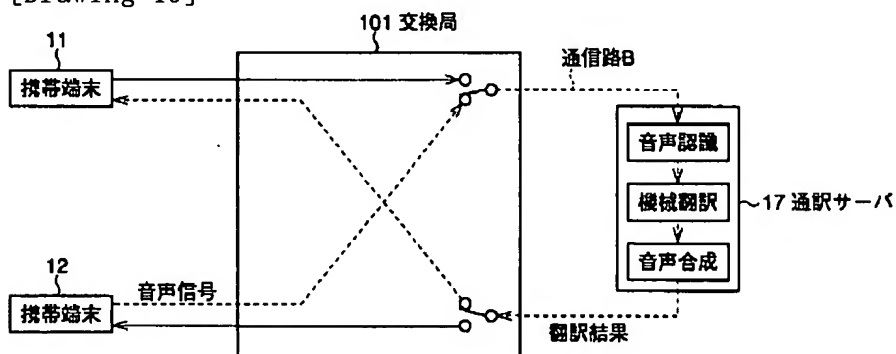 101 交換局
11
携帯端末
通信路B
音声認識
機械翻訳
17 通訳サーバ
音声合成
12
音声信号
携帯端末
翻訳結果